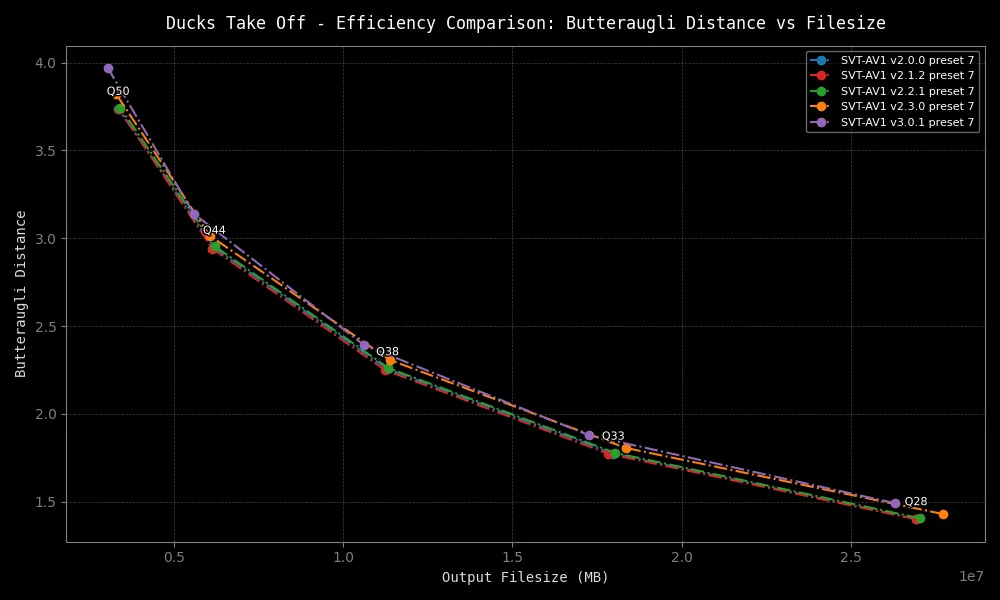 Ducks Take Off - Efficiency Comparison: Butteraugli Distance vs Filesize
SVT-AV1 v2.0.0 preset 7
SVT-AV1 v2.1.2 preset 7
SVT-AV1 v2.2.1 preset 7
SVT-AV1 v2.3.0 preset 7
SVT-AV1 v3.0.1 preset 7
Butteraugli Distance
4.0
3.5
3.0
2.5
2.0
1.5
Q50
Q44
Q38
Q33
Q28
0.5
1.0
1.5
2.0
2.5
1e7
Output Filesize (MB)